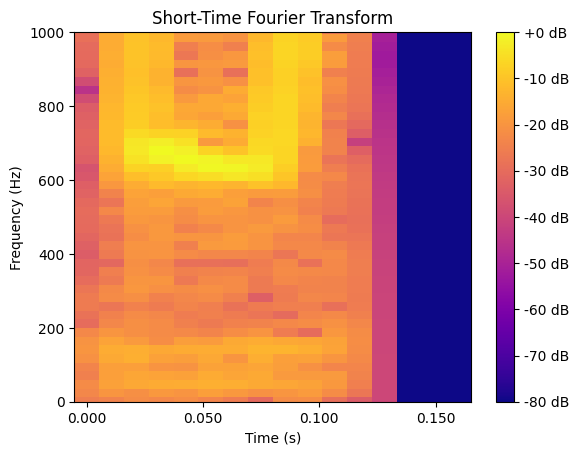 Short-Time Fourier Transform
1000
800
600
400
200
0
Frequency (Hz)
0.000
0.050
0.100
0.150
Time (s)
+0 dB
-10 dB
-20 dB
-30 dB
-40 dB
-50 dB
-60 dB
-70 dB
-80 dB